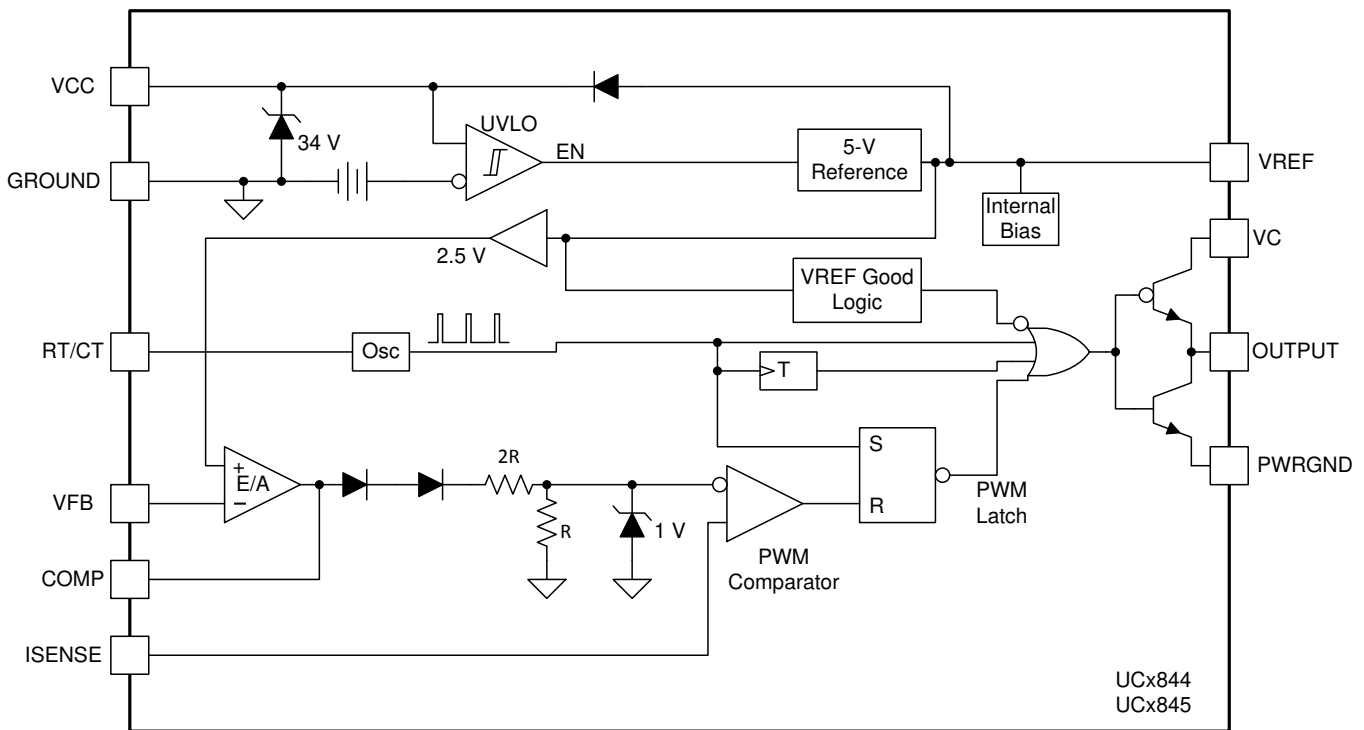 VCC
UVLO
34 V
EN
5-V
Reference
GROUND
VREF
Internal
Bias
VC
2.5 V
VREF Good
Logic
RT/CT
Osc
T
OUTPUT
2R
S
+
E/A
−
PWRGND
VFB
R
1 V
R
PWM
Latch
PWM
Comparator
COMP
ISENSE
UCx844
UCx845